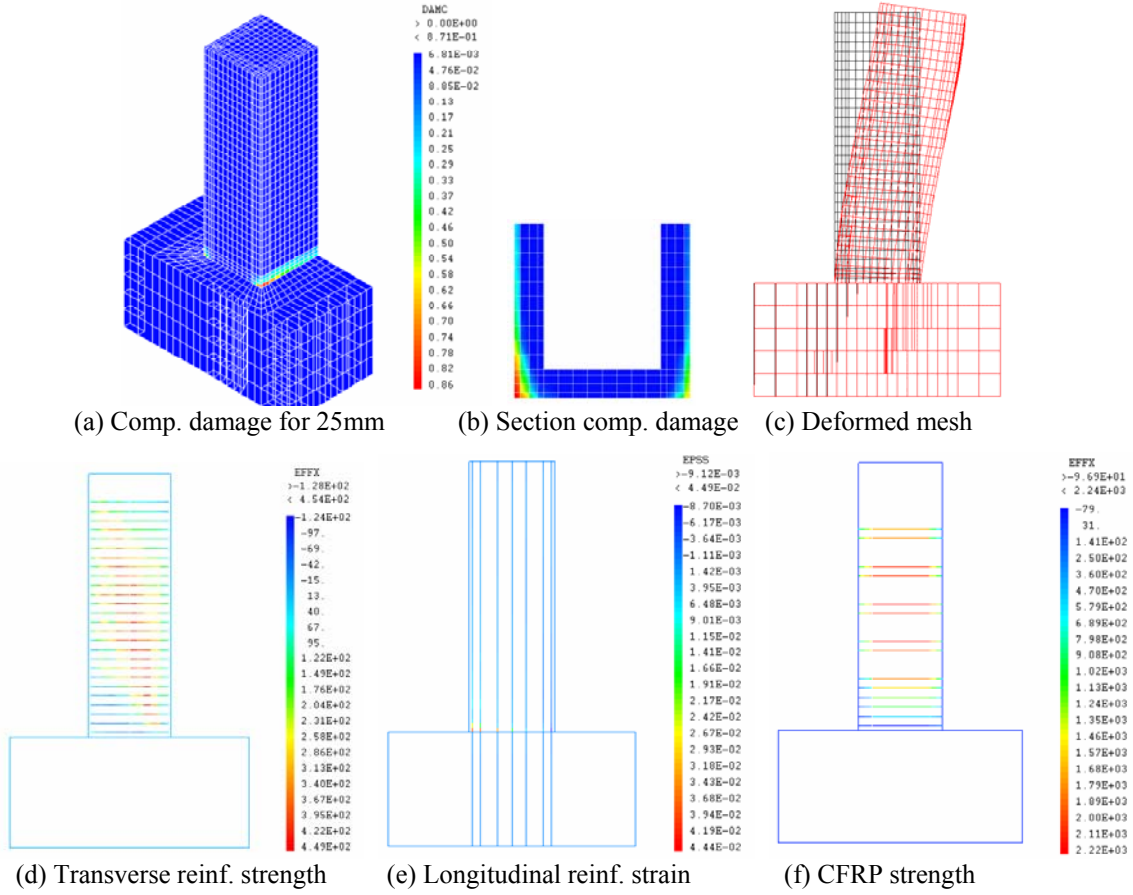 DAMC
> 0.00E+00
< 8.71E-01
6.81E-03
4.76E-02
8.85E-02
0.13
0.17
0.21
0.25
0.29
0.33
0.37
0.42
0.46
0.50
0.54
0.58
0.62
0.66
0.70
0.74
0.78
0.82
0.86
(a) Comp. damage for 25mm
(b) Section comp. damage
(c) Deformed mesh
EFFX
>-1.28E+02
< 4.54E+02
-1.24E+02
-97.
-69.
-42.
-15.
13.
40.
67.
95.
1.22E+02
1.49E+02
1.76E+02
2.04E+02
2.31E+02
2.58E+02
2.86E+02
3.13E+02
3.40E+02
3.67E+02
3.95E+02
4.22E+02
4.49E+02
(d) Transverse reinf. strength
EPSS
>-9.12E-03
< 4.49E-02
-8.70E-03
-6.17E-03
-3.64E-03
-1.11E-03
1.42E-03
3.95E-03
6.48E-03
9.01E-03
1.15E-02
1.41E-02
1.66E-02
1.91E-02
2.17E-02
2.42E-02
2.67E-02
2.93E-02
3.18E-02
3.43E-02
3.68E-02
3.94E-02
4.19E-02
4.44E-02
(e) Longitudinal reinf. strain
EFFX
>-9.69E+01
< 2.24E+03
-79.
31.
1.41E+02
2.50E+02
3.60E+02
4.70E+02
5.79E+02
6.89E+02
7.98E+02
9.08E+02
1.02E+03
1.13E+03
1.24E+03
1.35E+03
1.46E+03
1.57E+03
1.68E+03
1.79E+03
1.89E+03
2.00E+03
2.11E+03
2.22E+03
(f) CFRP strength